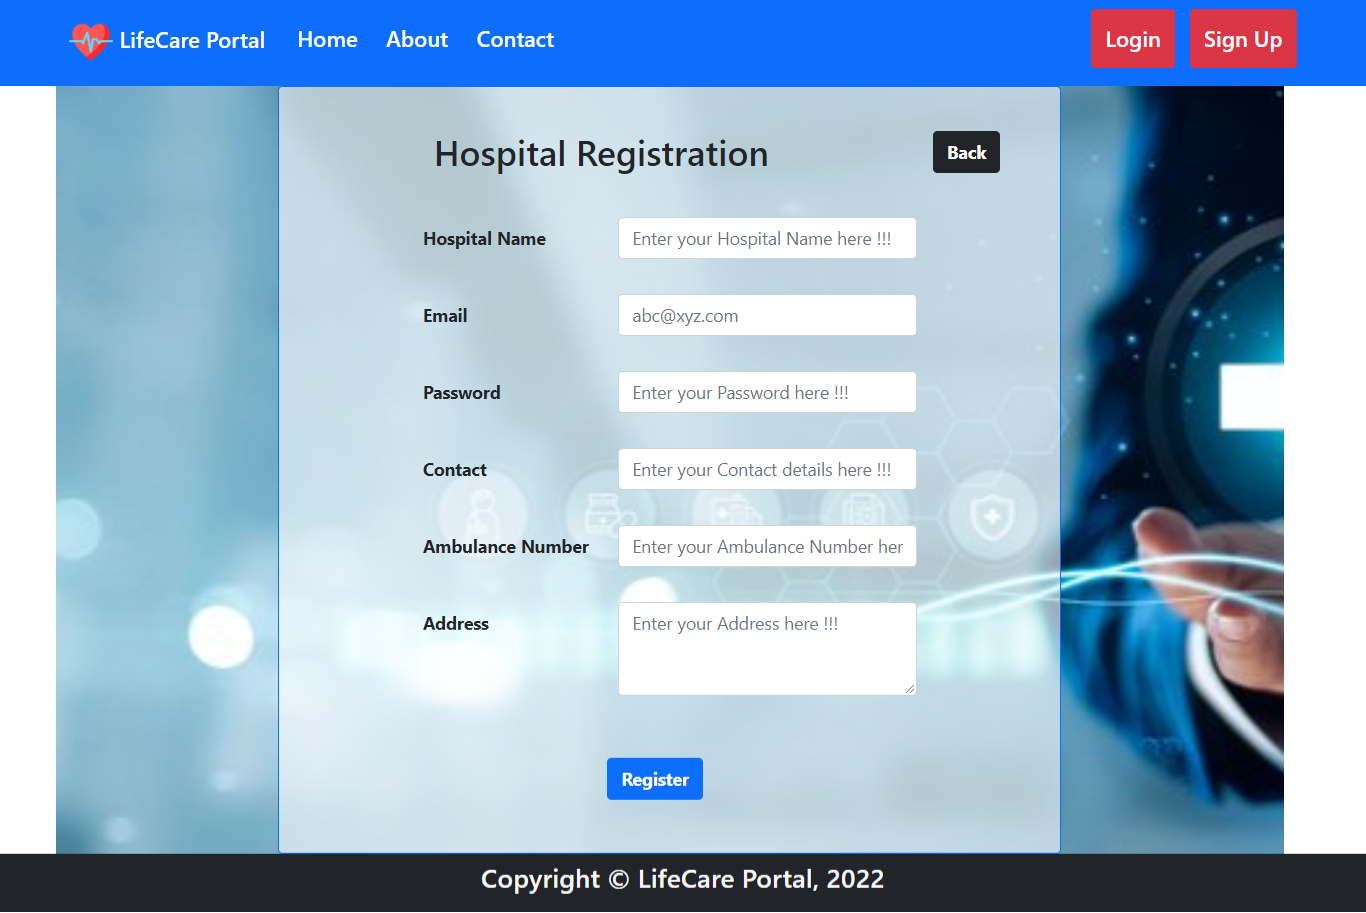 LifeCare Portal Home About Contact Login Sign Up
Hospital Registration Back
Hospital Name Enter your Hospital Name here !!!
Email abc@xyz.com
Password Enter your Password here !!!
Contact Enter your Contact details here !!!
Ambulance Number Enter your Ambulance Number her
Address Enter your Address here !!!
Register
Copyright © LifeCare Portal, 2022